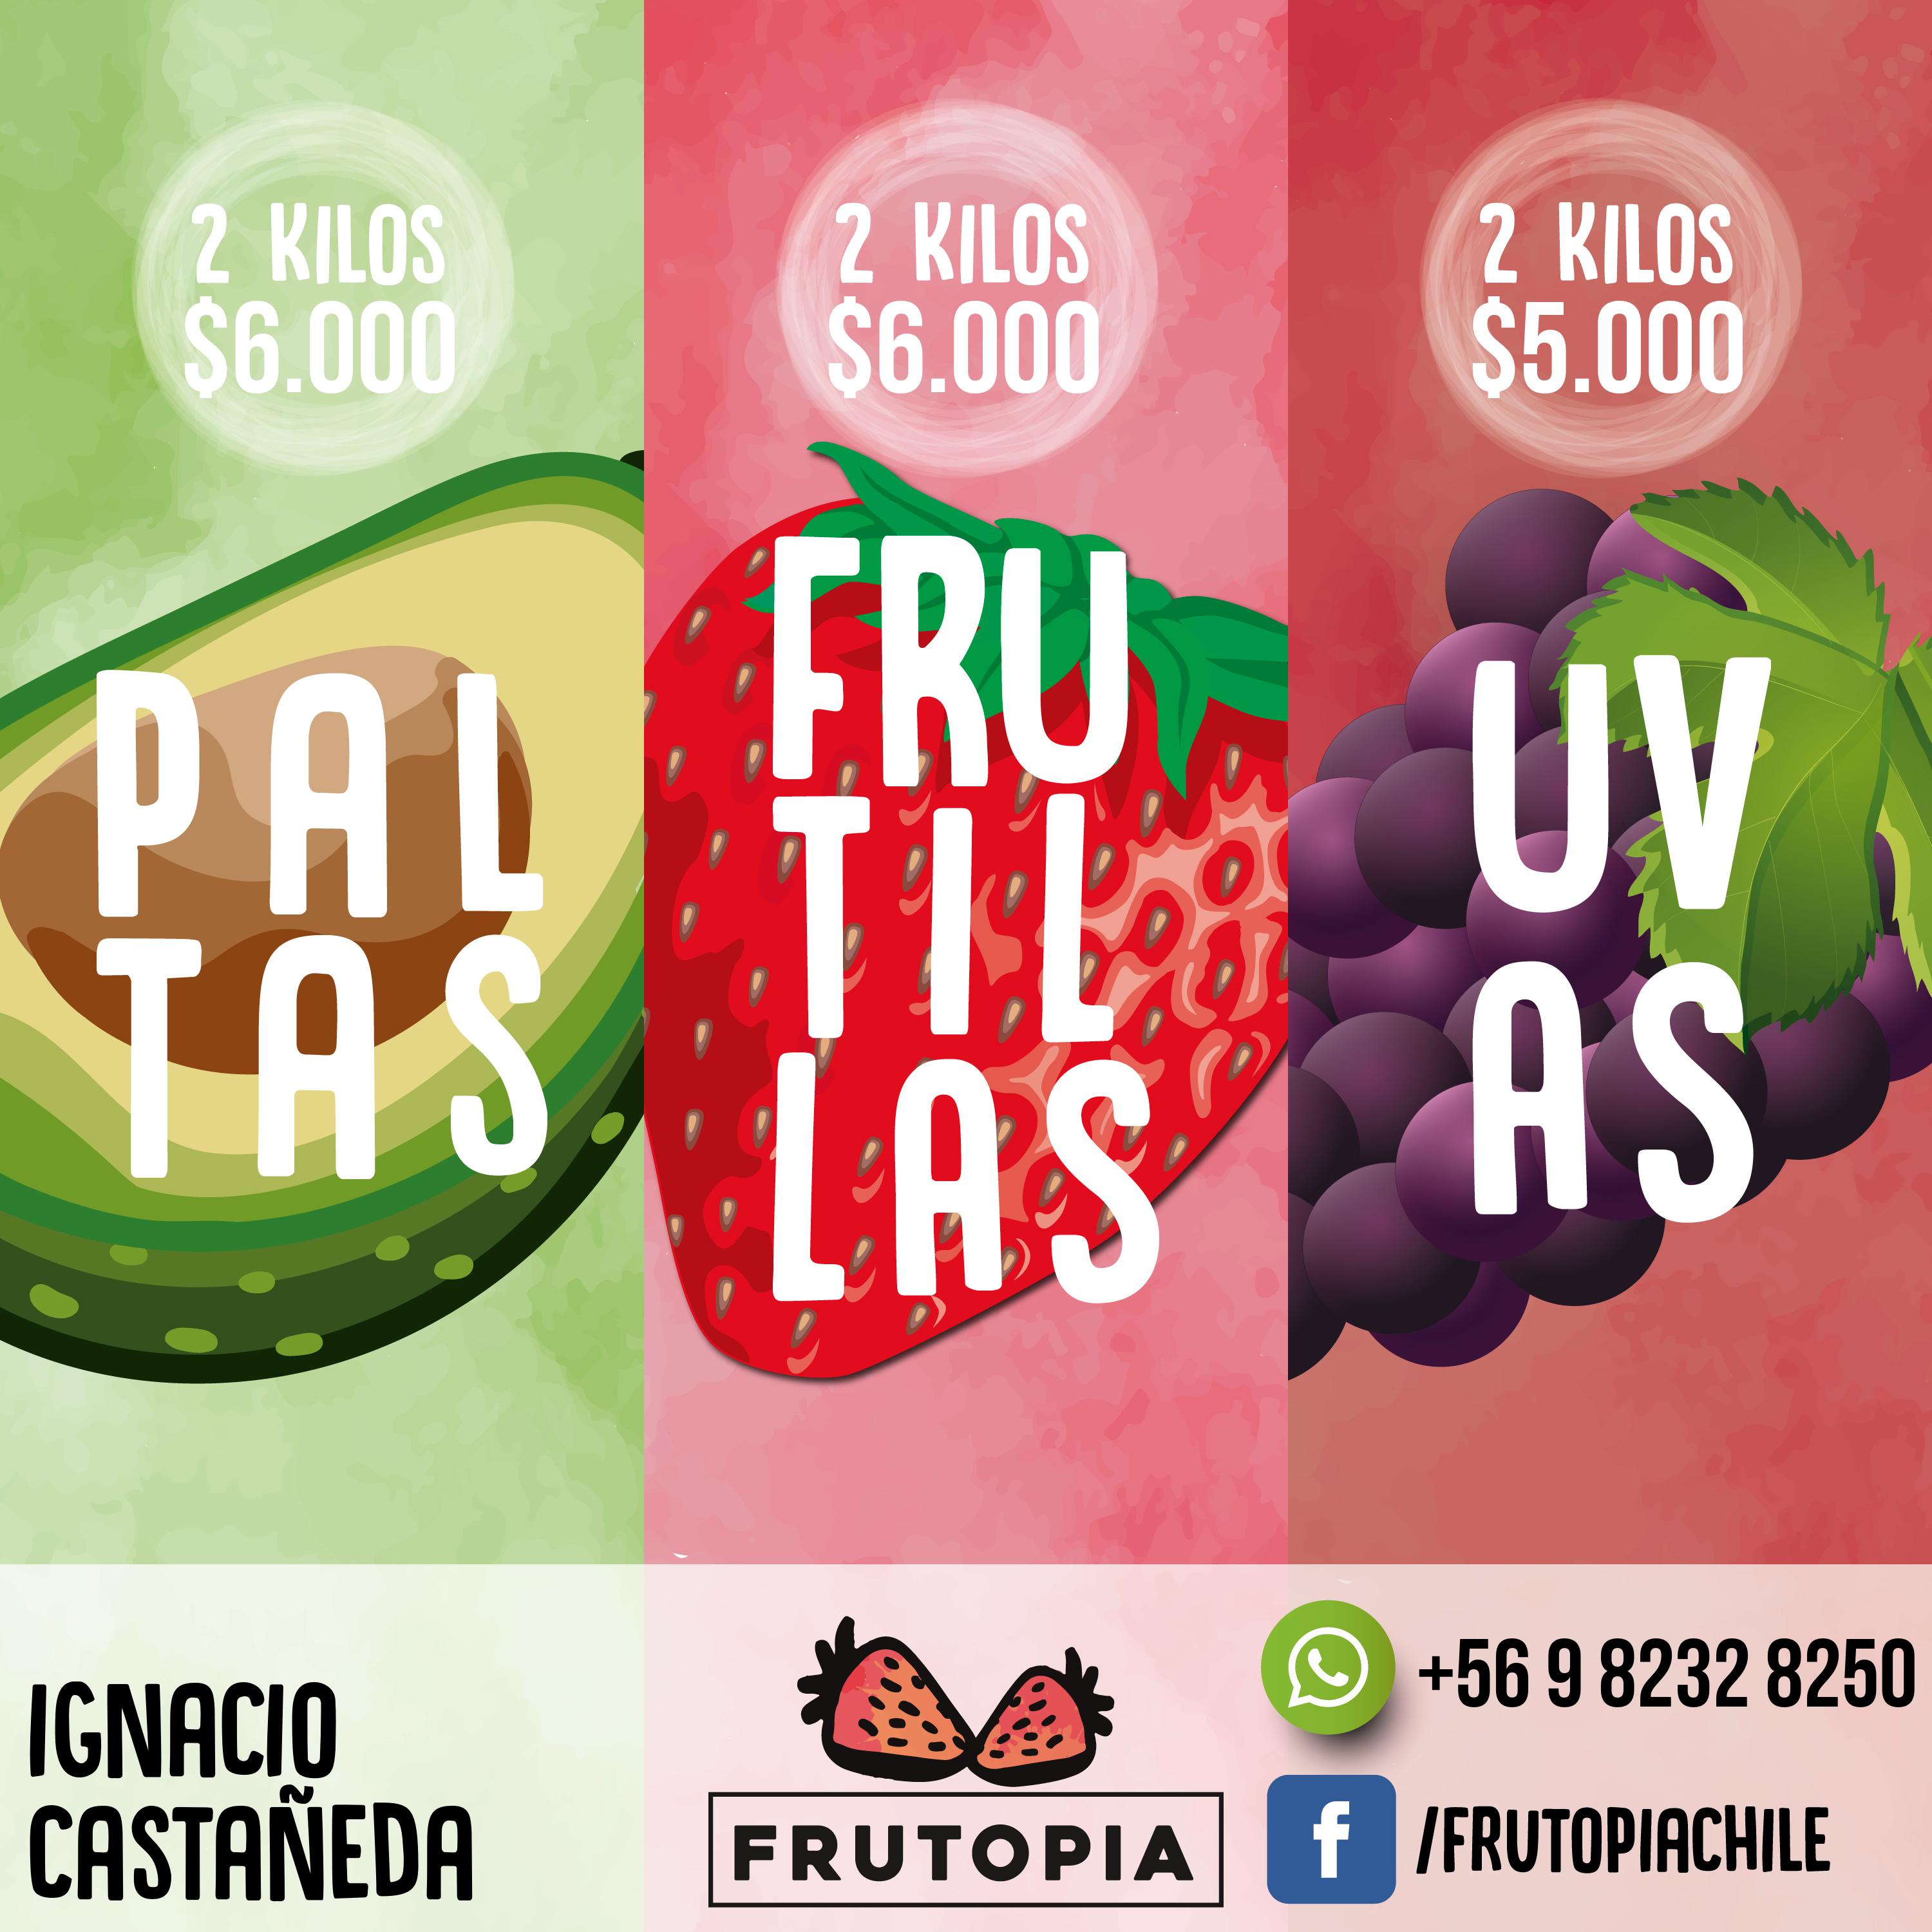 2 KILOS
$6.000
PAL
TAS
2 KILOS
$6.000
FRU
TIL
LAS
2 KILOS
$5.000
UV
AS
IGNACIO
CASTAÑEDA
FRUTOPIA
+56 9 8232 8250
/FRUTOPIACHILE